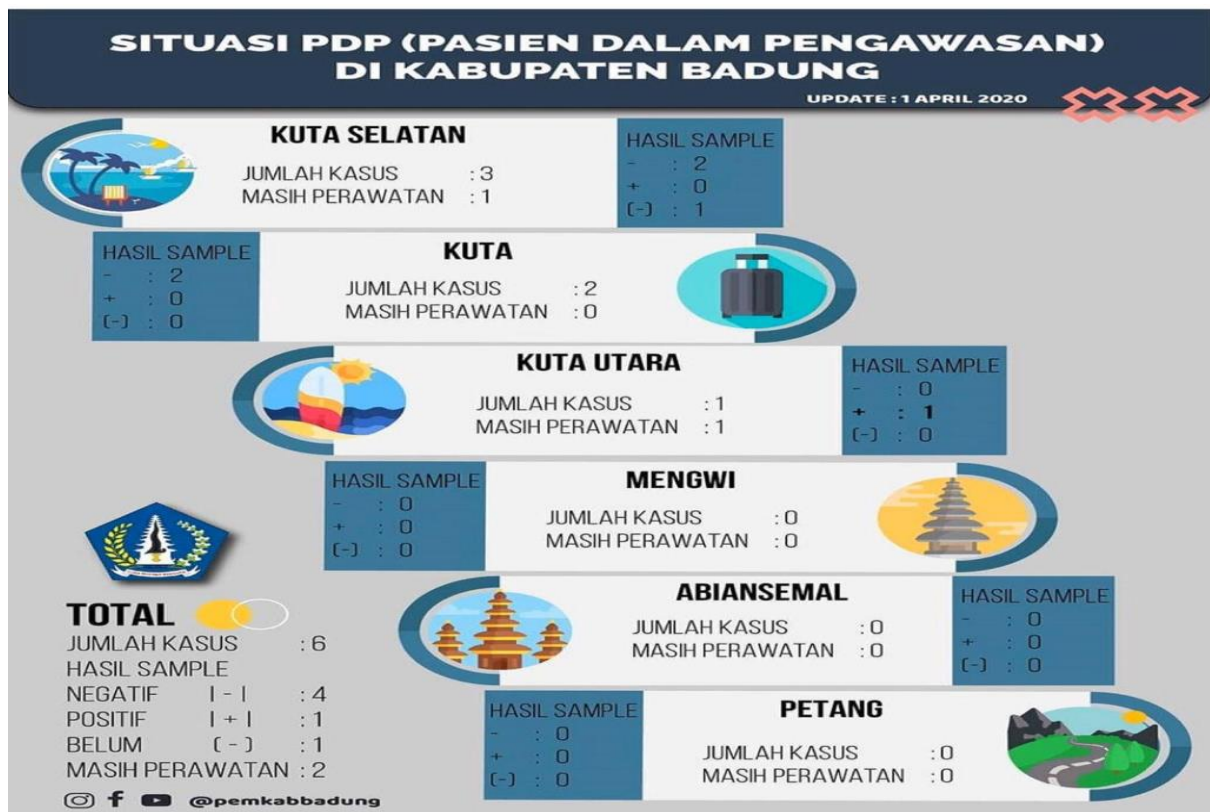 SITUASI PDP (PASIEN DALAM PENGAWASAN)
DI KABUPATEN BADUNG
UPDATE : 1 APRIL 2020
KUTA SELATAN
JUMLAH KASUS : 3
MASIH PERAWATAN : 1
HASIL SAMPLE
- : 2
+ : 0
(-) : 1
KUTA
JUMLAH KASUS : 2
MASIH PERAWATAN : 0
HASIL SAMPLE
- : 2
+ : 0
(-) : 0
KUTA UTARA
JUMLAH KASUS : 1
MASIH PERAWATAN : 1
HASIL SAMPLE
- : 0
+ : 1
(-) : 0
MENGWI
JUMLAH KASUS : 0
MASIH PERAWATAN : 0
HASIL SAMPLE
- : 0
+ : 0
(-) : 0
ABIANSEMAL
JUMLAH KASUS : 0
MASIH PERAWATAN : 0
HASIL SAMPLE
- : 0
+ : 0
(-) : 0
PETANG
JUMLAH KASUS : 0
MASIH PERAWATAN : 0
HASIL SAMPLE
- : 0
+ : 0
(-) : 0
TOTAL
JUMLAH KASUS : 6
HASIL SAMPLE
NEGATIF | - | : 4
POSITIF | + | : 1
BELUM ( - ) : 1
MASIH PERAWATAN : 2
@pemkabbadung